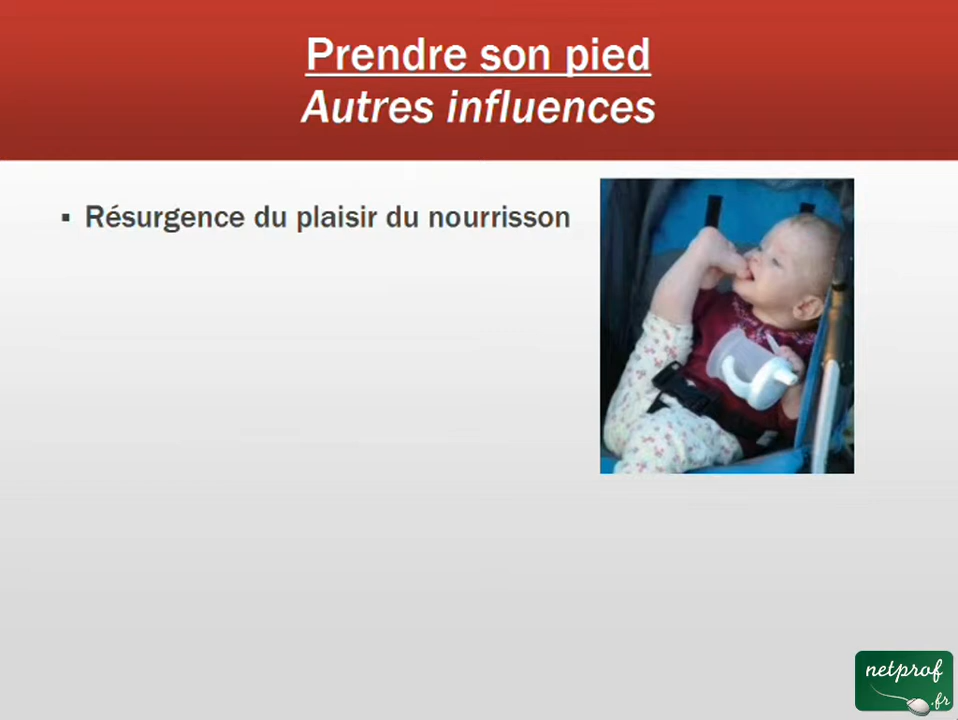 Prendre son pied
Autres influences
▪ Résurgence du plaisir du nourrisson
netprof
.fr